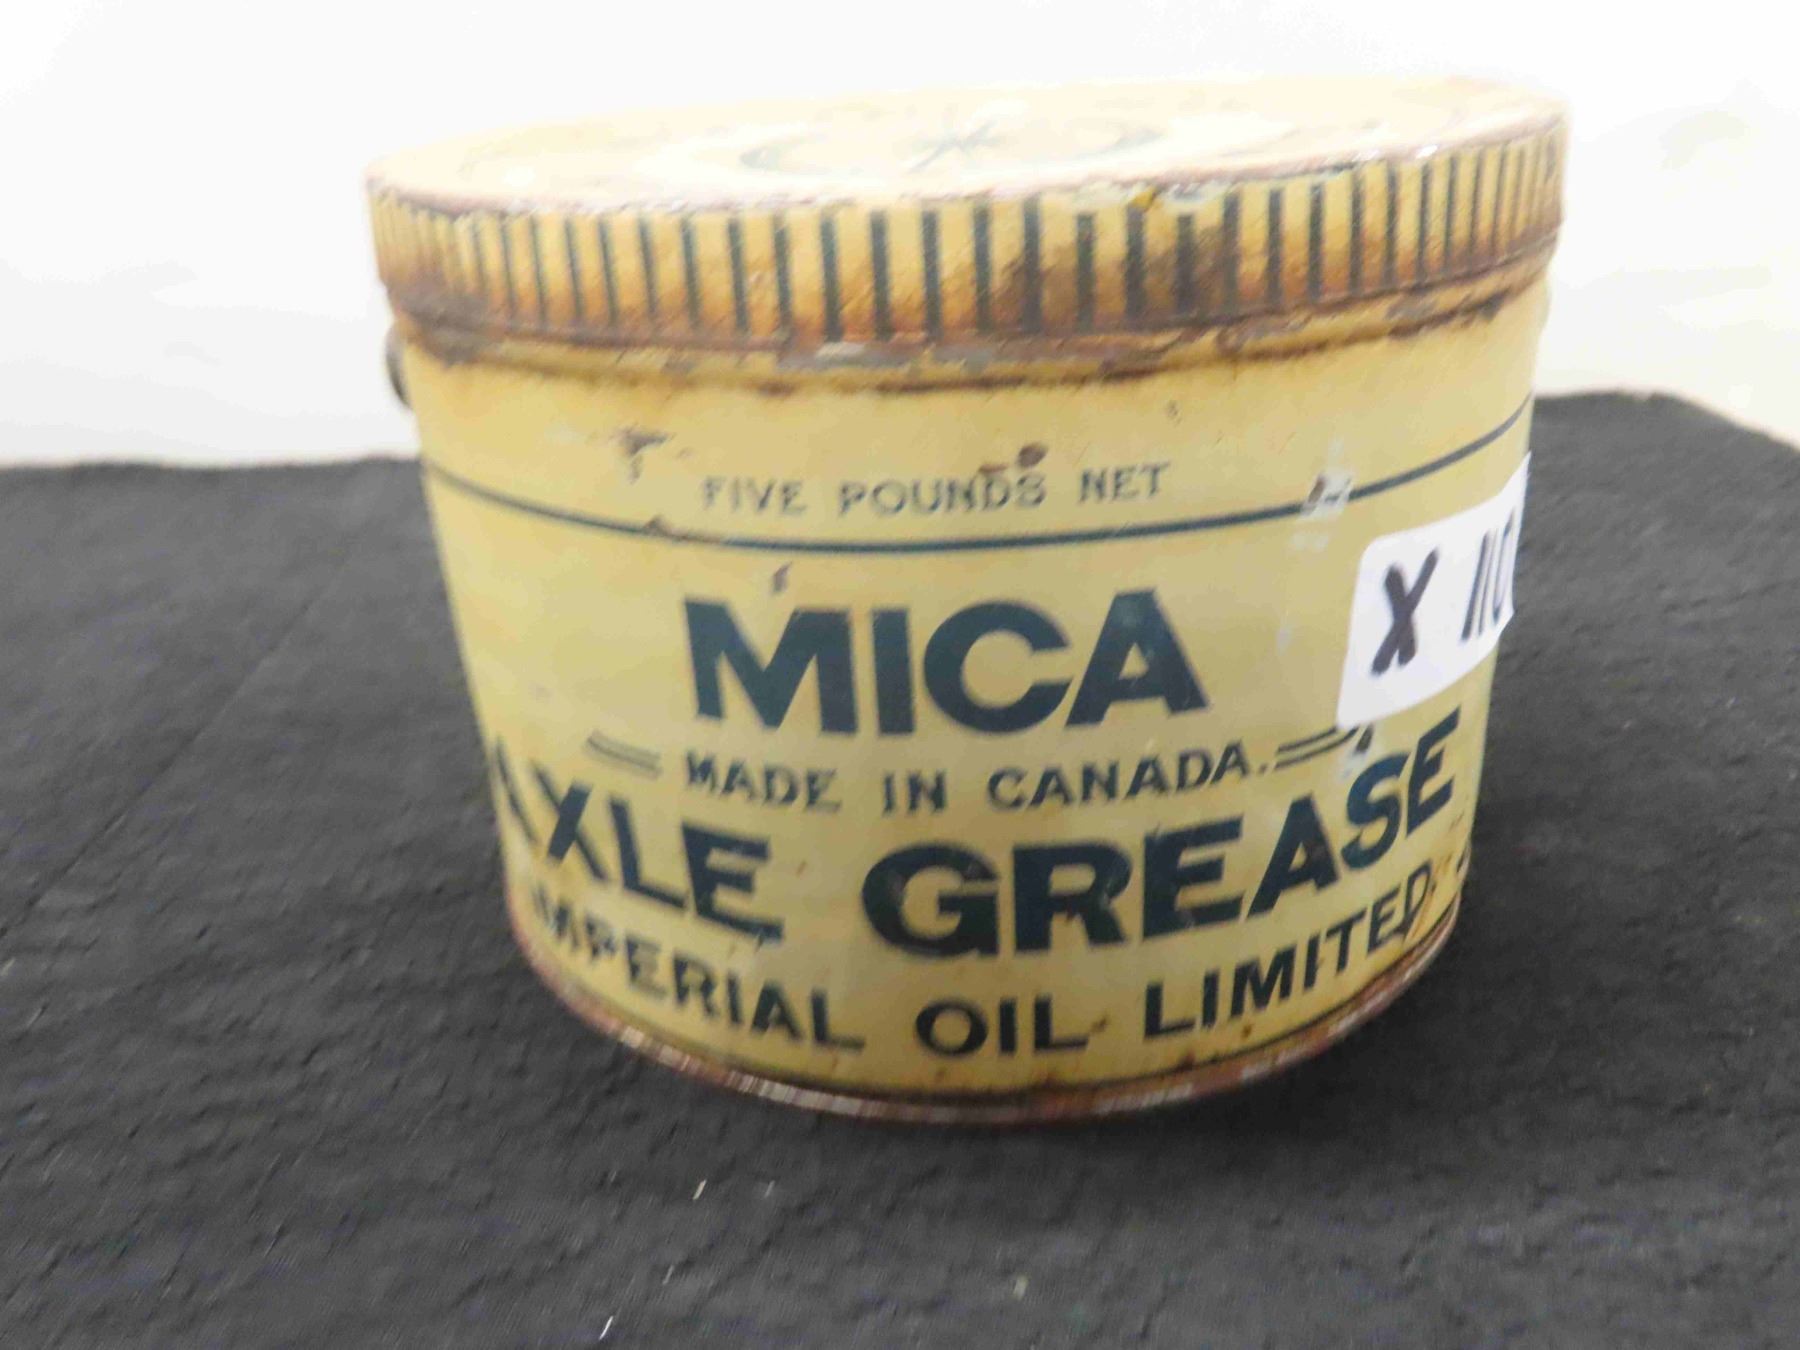 FIVE POUNDS NET
MICA
X 110
MADE IN CANADA.
AXLE GREASE
IMPERIAL OIL LIMITED